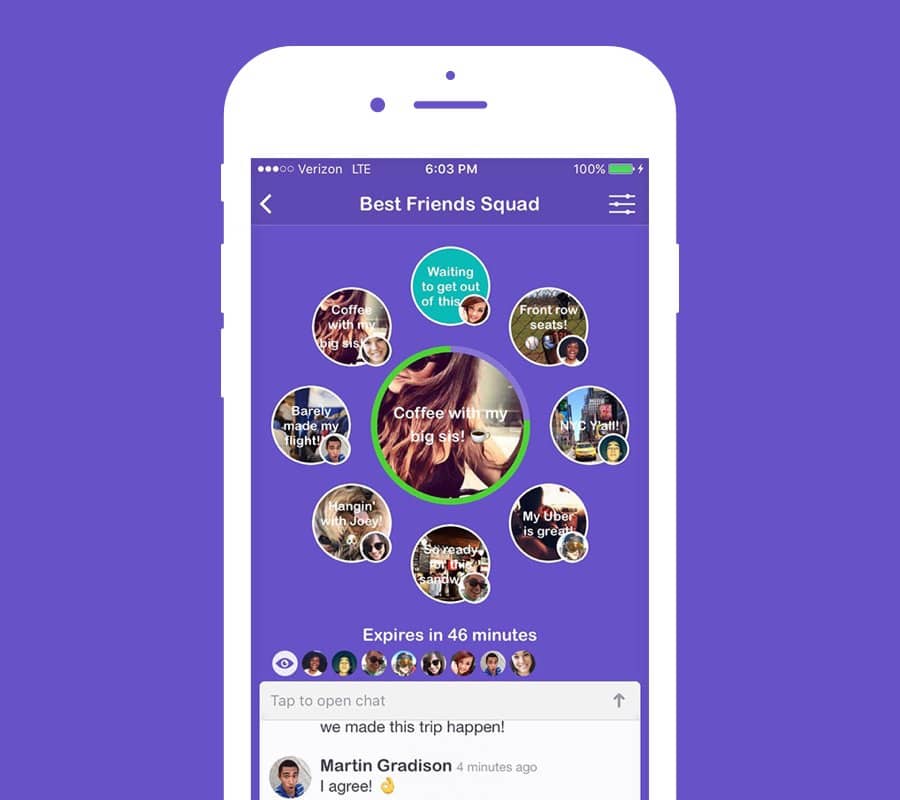 Verizon LTE 6:03 PM 100%
Best Friends Squad
Waiting
to get out
of this
Coffee
with my
big sis!
Front row
seats!
Barely
made my
flight!
Coffee with my
big sis! ☕
NYC Y'all!
Hangin'
with Joey!
My Uber
is great!
So ready
for this
Expires in 46 minutes
Tap to open chat
we made this trip happen!
Martin Gradison 4 minutes ago
I agree! 👌